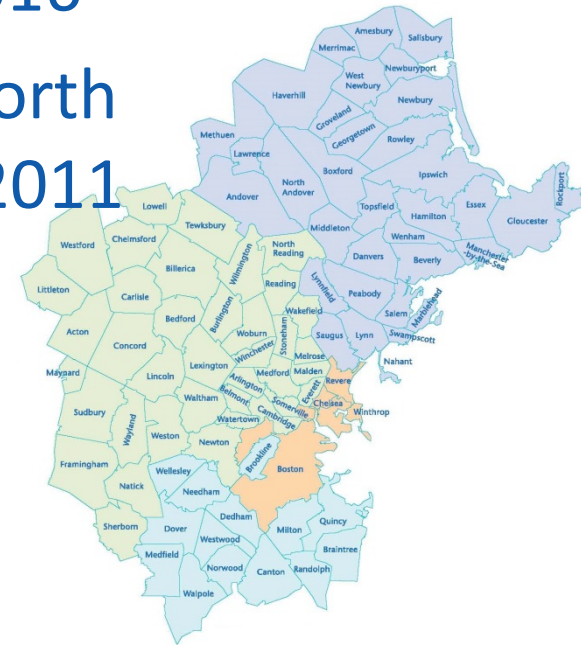 016
orth
2011
Amesbury
Salisbury
Merrimac
Newburyport
West
Newbury
Haverhill
Newbury
Groveland
Georgetown
Methuen
Rowley
Lawrence
Boxford
Ipswich
North
Andover
Andover
Rockport
Topsfield
Essex
Hamilton
Gloucester
Middleton
Wenham
Manchester
-by-the-Sea
Danvers
Beverly
Lowell
Tewksbury
Chelmsford
Westford
North
Reading
Wilmington
Billerica
Reading
Lynnfield
Peabody
Littleton
Carlisle
Burlington
Wakefield
Salem
Marblehead
Bedford
Woburn
Stoneham
Saugus
Lynn
Swampscott
Acton
Concord
Winchester
Melrose
Nahant
Lexington
Medford
Malden
Maynard
Lincoln
Arlington
Everett
Revere
Belmont
Waltham
Somerville
Chelsea
Sudbury
Cambridge
Winthrop
Wayland
Watertown
Weston
Newton
Brookline
Framingham
Wellesley
Boston
Natick
Needham
Sherborn
Dover
Dedham
Westwood
Milton
Quincy
Medfield
Braintree
Norwood
Canton
Randolph
Walpole